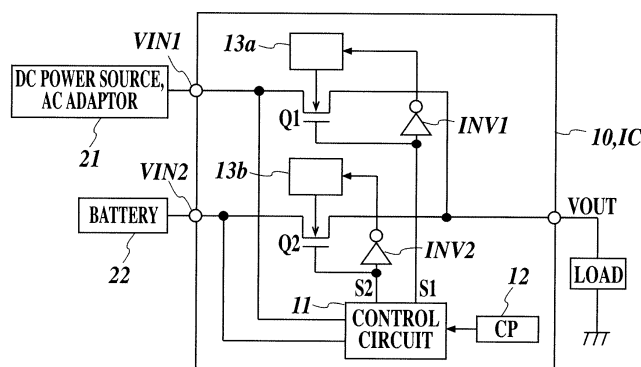 VIN1
13a
DC POWER SOURCE,
AC ADAPTOR
21
Q1
INV1
10,IC
VIN2
13b
BATTERY
22
Q2
INV2
VOUT
LOAD
11
S2
S1
12
CONTROL
CIRCUIT
CP